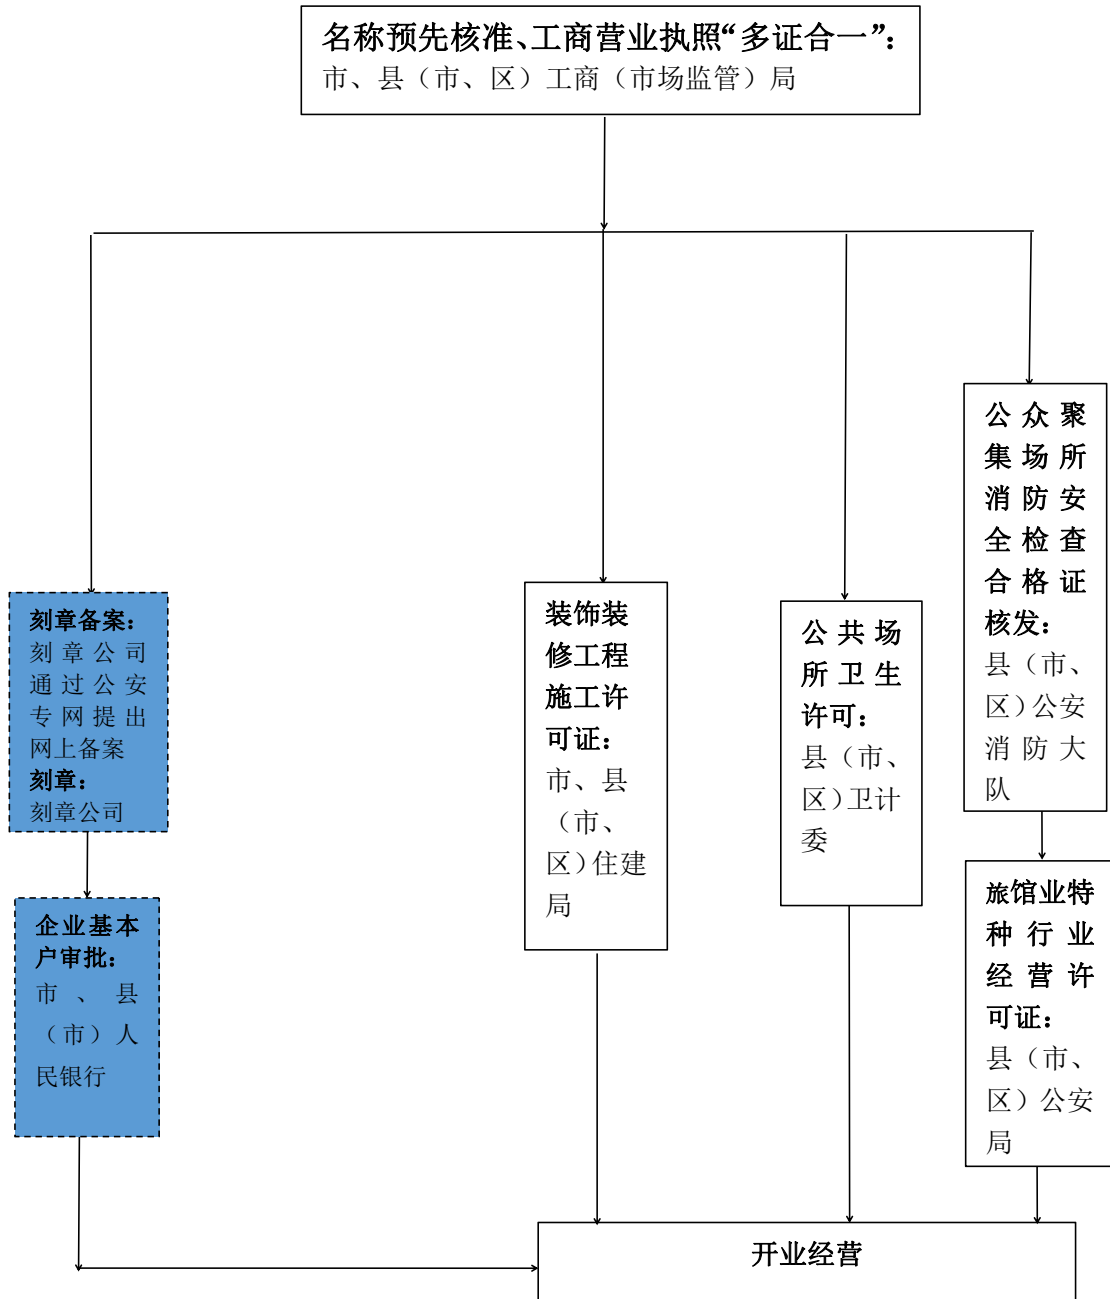 名称预先核准、工商营业执照“多证合一”：
市、县（市、区）工商（市场监管）局
刻章备案：
刻章公司
通过公安
专网提出
网上备案
刻章：
刻章公司
企业基本
户审批：
市、县
（市）人
民银行
装饰装
修工程
施工许
可证：
市、县
（市、
区）住建
局
公共场
所卫生
许可：
县（市、
区）卫计
委
公众聚
集场所
消防安
全检查
合格证
核发：
县（市、
区）公安
消防大
队
旅馆业特
种行业
经营许
可证：
县（市、
区）公安
局
开业经营